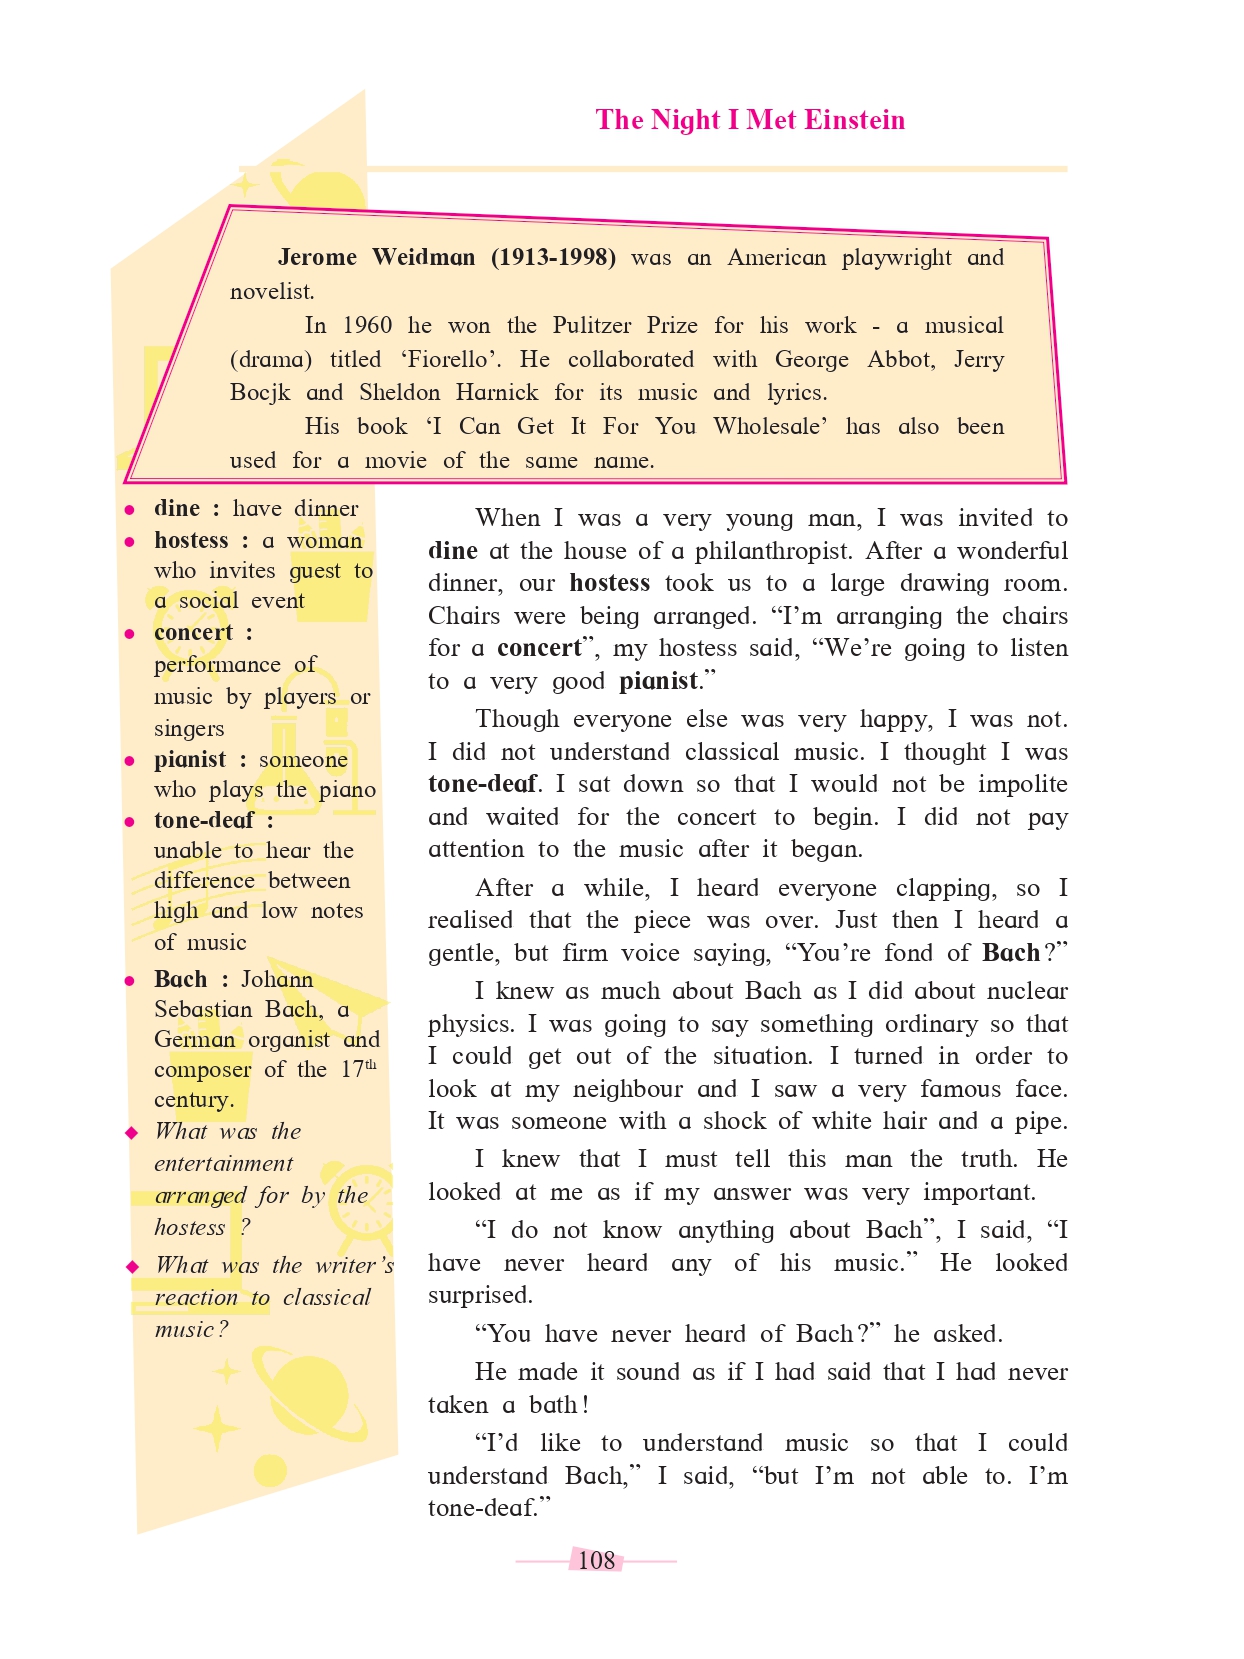 The Night I Met Einstein
Jerome Weidman (1913-1998) was an American playwright and
novelist.
In 1960 he won the Pulitzer Prize for his work - a musical
(drama) titled ‘Fiorello’. He collaborated with George Abbot, Jerry
Bocjk and Sheldon Harnick for its music and lyrics.
His book ‘I Can Get It For You Wholesale’ has also been
used for a movie of the same name.
● dine : have dinner
● hostess : a woman
who invites guest to
a social event
● concert :
performance of
music by players or
singers
● pianist : someone
who plays the piano
● tone-deaf :
unable to hear the
difference between
high and low notes
of music
● Bach : Johann
Sebastian Bach, a
German organist and
composer of the 17th
century.
◆ What was the
entertainment
arranged for by the
hostess ?
◆ What was the writer’s
reaction to classical
music?
When I was a very young man, I was invited to
dine at the house of a philanthropist. After a wonderful
dinner, our hostess took us to a large drawing room.
Chairs were being arranged. “I’m arranging the chairs
for a concert”, my hostess said, “We’re going to listen
to a very good pianist.”
Though everyone else was very happy, I was not.
I did not understand classical music. I thought I was
tone-deaf. I sat down so that I would not be impolite
and waited for the concert to begin. I did not pay
attention to the music after it began.
After a while, I heard everyone clapping, so I
realised that the piece was over. Just then I heard a
gentle, but firm voice saying, “You’re fond of Bach?”
I knew as much about Bach as I did about nuclear
physics. I was going to say something ordinary so that
I could get out of the situation. I turned in order to
look at my neighbour and I saw a very famous face.
It was someone with a shock of white hair and a pipe.
I knew that I must tell this man the truth. He
looked at me as if my answer was very important.
“I do not know anything about Bach”, I said, “I
have never heard any of his music.” He looked
surprised.
“You have never heard of Bach?” he asked.
He made it sound as if I had said that I had never
taken a bath!
“I’d like to understand music so that I could
understand Bach,” I said, “but I’m not able to. I’m
tone-deaf.”
108